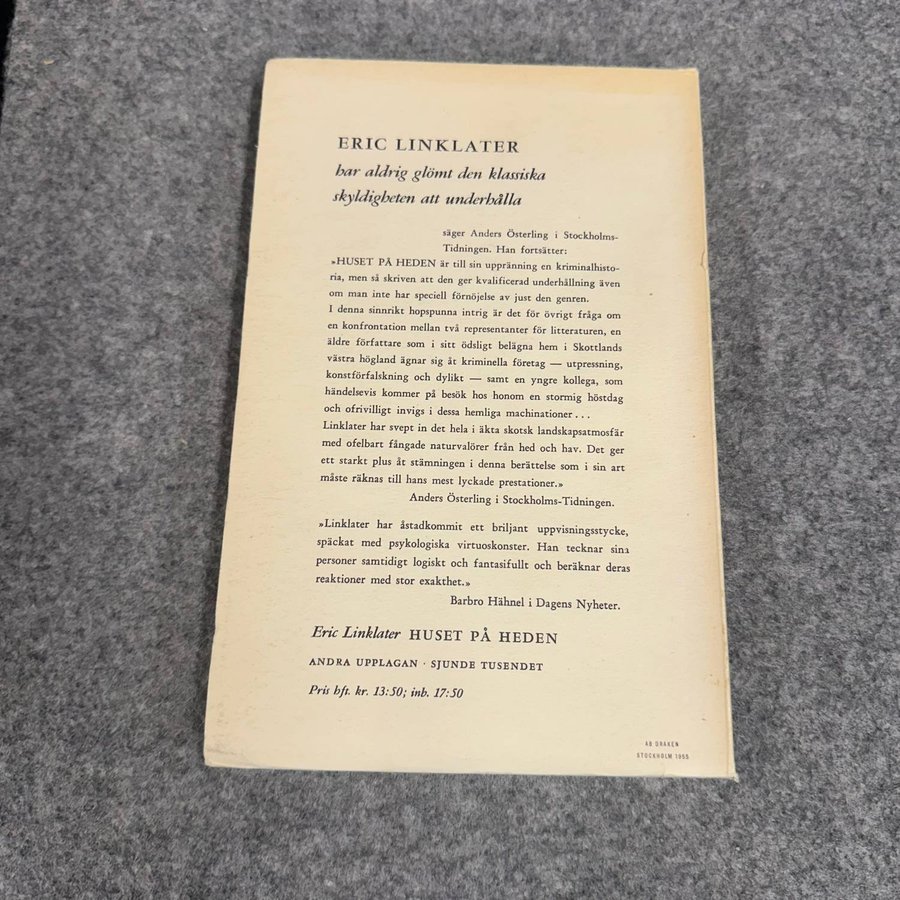 ERIC LINKLATER
har aldrig glömt den klassiska
skyldigheten att underhålla
säger Anders Österling i Stockholms-
Tidningen. Han fortsätter:
»HUSET PÅ HEDEN är till sin uppränning en kriminalhisto-
ria, men så skriven att den ger kvalificerad underhållning även
om man inte har speciell förnöjelse av just den genren.
I denna sinnrikt hopspunna intrig är det för övrigt fråga om
en konfrontation mellan två representanter för litteraturen, en
äldre författare som i sitt ödsligt belägna hem i Skottlands
västra högland ägnar sig åt kriminella företag — utpressning,
konstförfalskning och dylikt — samt en yngre kollega, som
händelsevis kommer på besök hos honom en stormig höstdag
och ofrivilligt invigs i dessa hemliga machinationer...
Linklater har svept in det hela i äkta skotsk landskapsatmosfär
med ofelbart fångade naturvalörer från hed och hav. Det ger
ett starkt plus åt stämningen i denna berättelse som i sin art
måste räknas till hans mest lyckade prestationer.»
Anders Österling i Stockholms-Tidningen.
»Linklater har åstadkommit ett briljant uppvisningsstycke,
späckat med psykologiska virtuoskonster. Han tecknar sina
personer samtidigt logiskt och fantasifullt och beräknar deras
reaktioner med stor exakthet.»
Barbro Hähnel i Dagens Nyheter.
Eric Linklater HUSET PÅ HEDEN
ANDRA UPPLAGAN · SJUNDE TUSENDET
Pris hft. kr. 13:50; inb. 17:50
AB DRAKEN
STOCKHOLM 1955